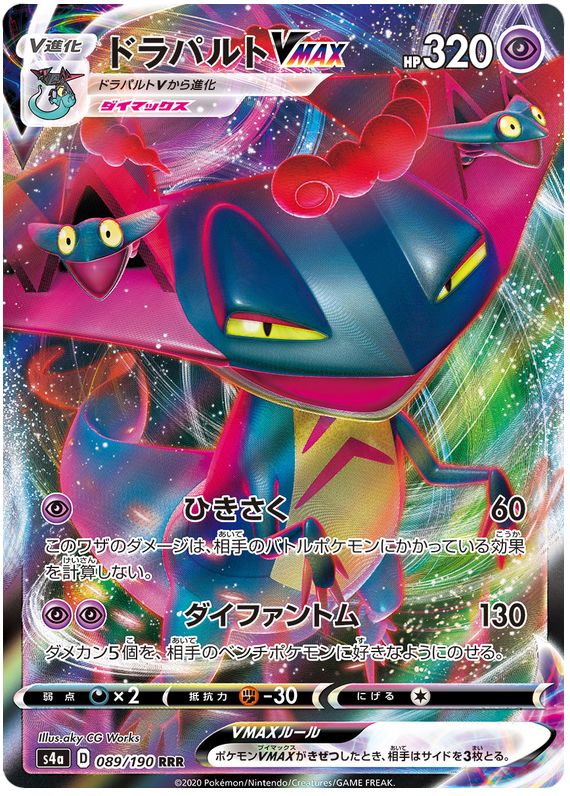 V進化
ドラパルトVMAX
HP320
ドラパルトVから進化
ダイマックス
ひきさく 60
このワザのダメージは、相手のバトルポケモンにかかっている効果
を計算しない。
ダイファントム 130
ダメカン5個を、相手のベンチポケモンに好きなようにのせる。
弱点 ×2 抵抗力 -30 にげる
Illus.aky CG Works
VMAXルール
ポケモンVMAXがきぜつしたとき、相手はサイドを3枚とる。
s4a D 089/190 RRR
©2020 Pokémon/Nintendo/Creatures/GAME FREAK.